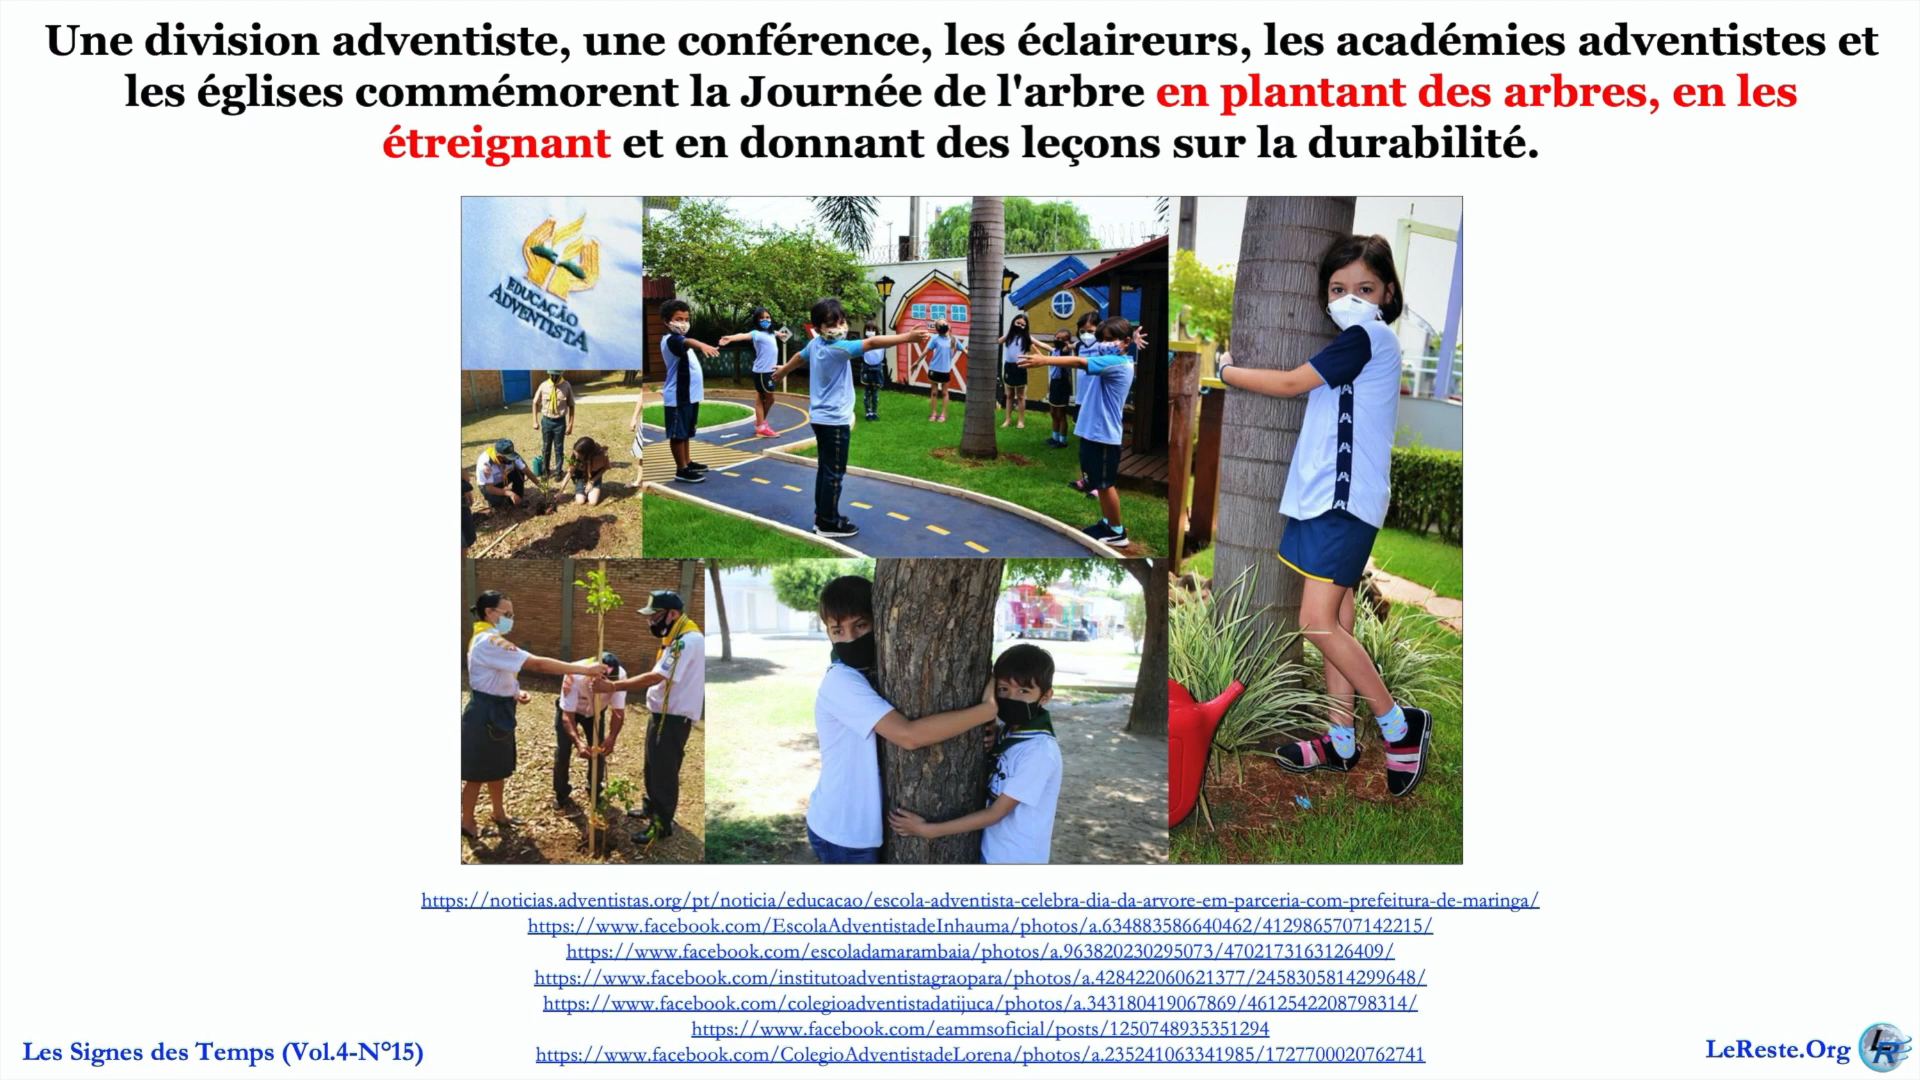 Une division adventiste, une conférence, les éclaireurs, les académies adventistes et
les églises commémorent la Journée de l'arbre en plantant des arbres, en les
étreignant et en donnant des leçons sur la durabilité.
EDUCAÇÃO
ADVENTISTA
https://noticias.adventistas.org/pt/noticia/educacao/escola-adventista-celebra-dia-da-arvore-em-parceria-com-prefeitura-de-maringa/
https://www.facebook.com/EscolaAdventistadeInhauma/photos/a.634883586640462/4129865707142215/
https://www.facebook.com/escoladamarambaia/photos/a.963820230295073/4702173163126409/
https://www.facebook.com/institutoadventistagraopara/photos/a.428422060621377/2458305814299648/
https://www.facebook.com/colegioadventistadatijuca/photos/a.343180419067869/4612542208798314/
https://www.facebook.com/eammsoficial/posts/1250748935351294
https://www.facebook.com/ColegioAdventistadeLorena/photos/a.235241063341985/1727700020762741
Les Signes des Temps (Vol.4-N°15)
LeReste.Org
LR